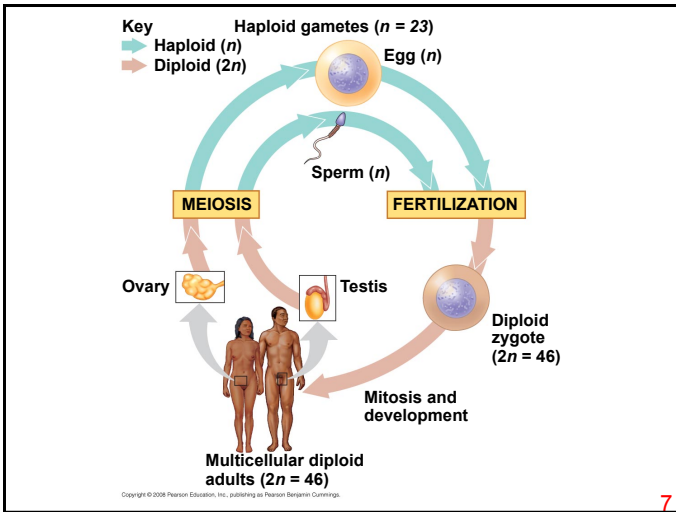 Key
Haploid (n)
Diploid (2n)
Haploid gametes (n = 23)
Egg (n)
Sperm (n)
MEIOSIS
FERTILIZATION
Ovary
Testis
Diploid
zygote
(2n = 46)
Mitosis and
development
Multicellular diploid
adults (2n = 46)
Copyright © 2008 Pearson Education, Inc., publishing as Pearson Benjamin Cummings.
7